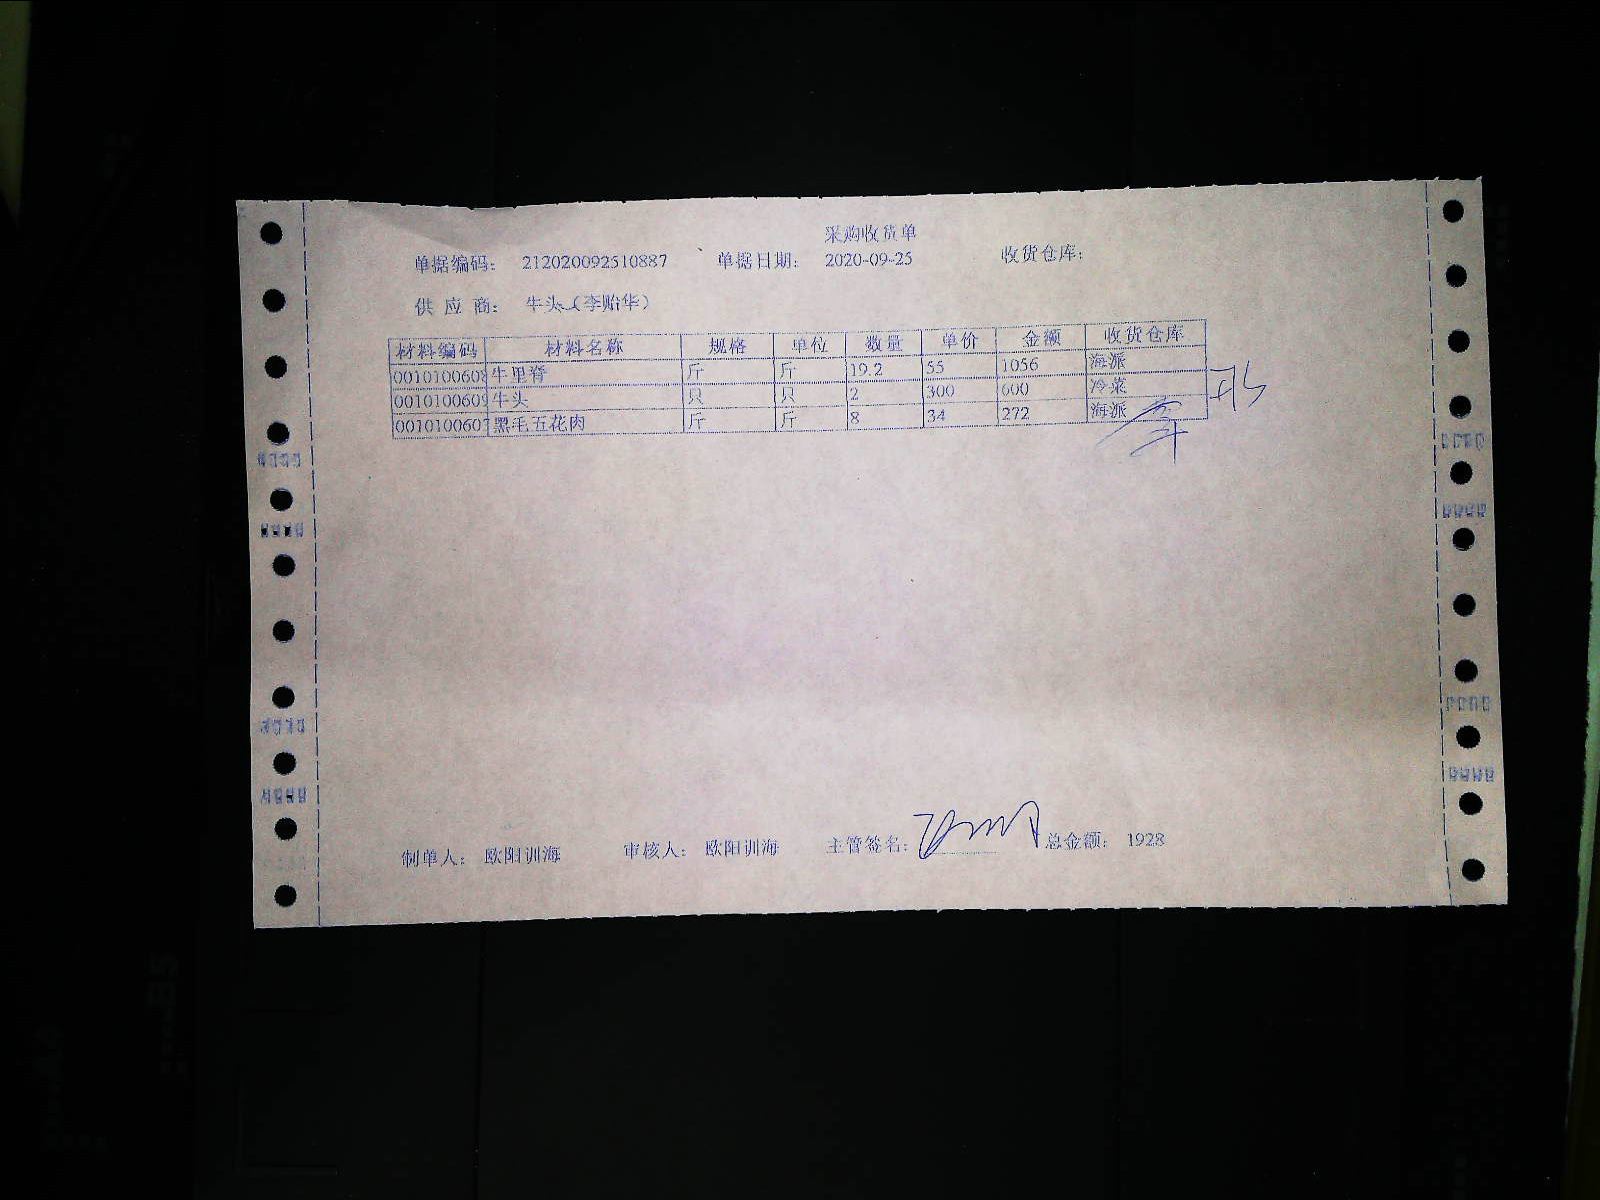 采购收货单
单据编码： 212020092510887 单据日期： 2020-09-25 收货仓库：
供 应 商： 牛头（李贻华）
材料编码 材料名称 规格 单位 数量 单价 金额 收货仓库
0010100608 牛里脊 斤 斤 19.2 55 1056 海派
0010100609 牛头 只 只 2 300 600 冷菜
0010100607 黑毛五花肉 斤 斤 8 34 272 海派
制单人： 欧阳训海 审核人： 欧阳训海 主管签名： 总金额： 1928